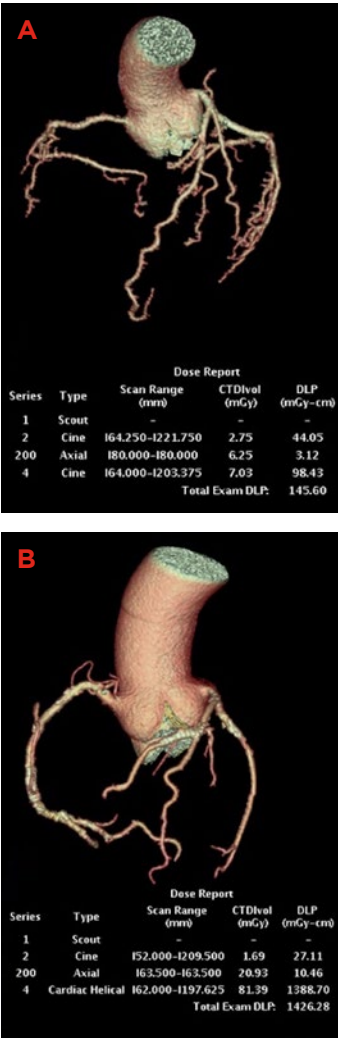 A
Dose Report
Series Type Scan Range (mm) CTDIvol (mGy) DLP (mGy-cm)
1 Scout - - -
2 Cine I64.250-I221.750 2.75 44.05
200 Axial I80.000-I80.000 6.25 3.12
4 Cine I64.000-I203.375 7.03 98.43
Total Exam DLP: 145.60
B
Dose Report
Series Type Scan Range (mm) CTDIvol (mGy) DLP (mGy-cm)
1 Scout - - -
2 Cine I52.000-I209.500 1.69 27.11
200 Axial I63.500-I63.500 20.93 10.46
4 Cardiac Helical I62.000-I197.625 81.39 1388.70
Total Exam DLP: 1426.28